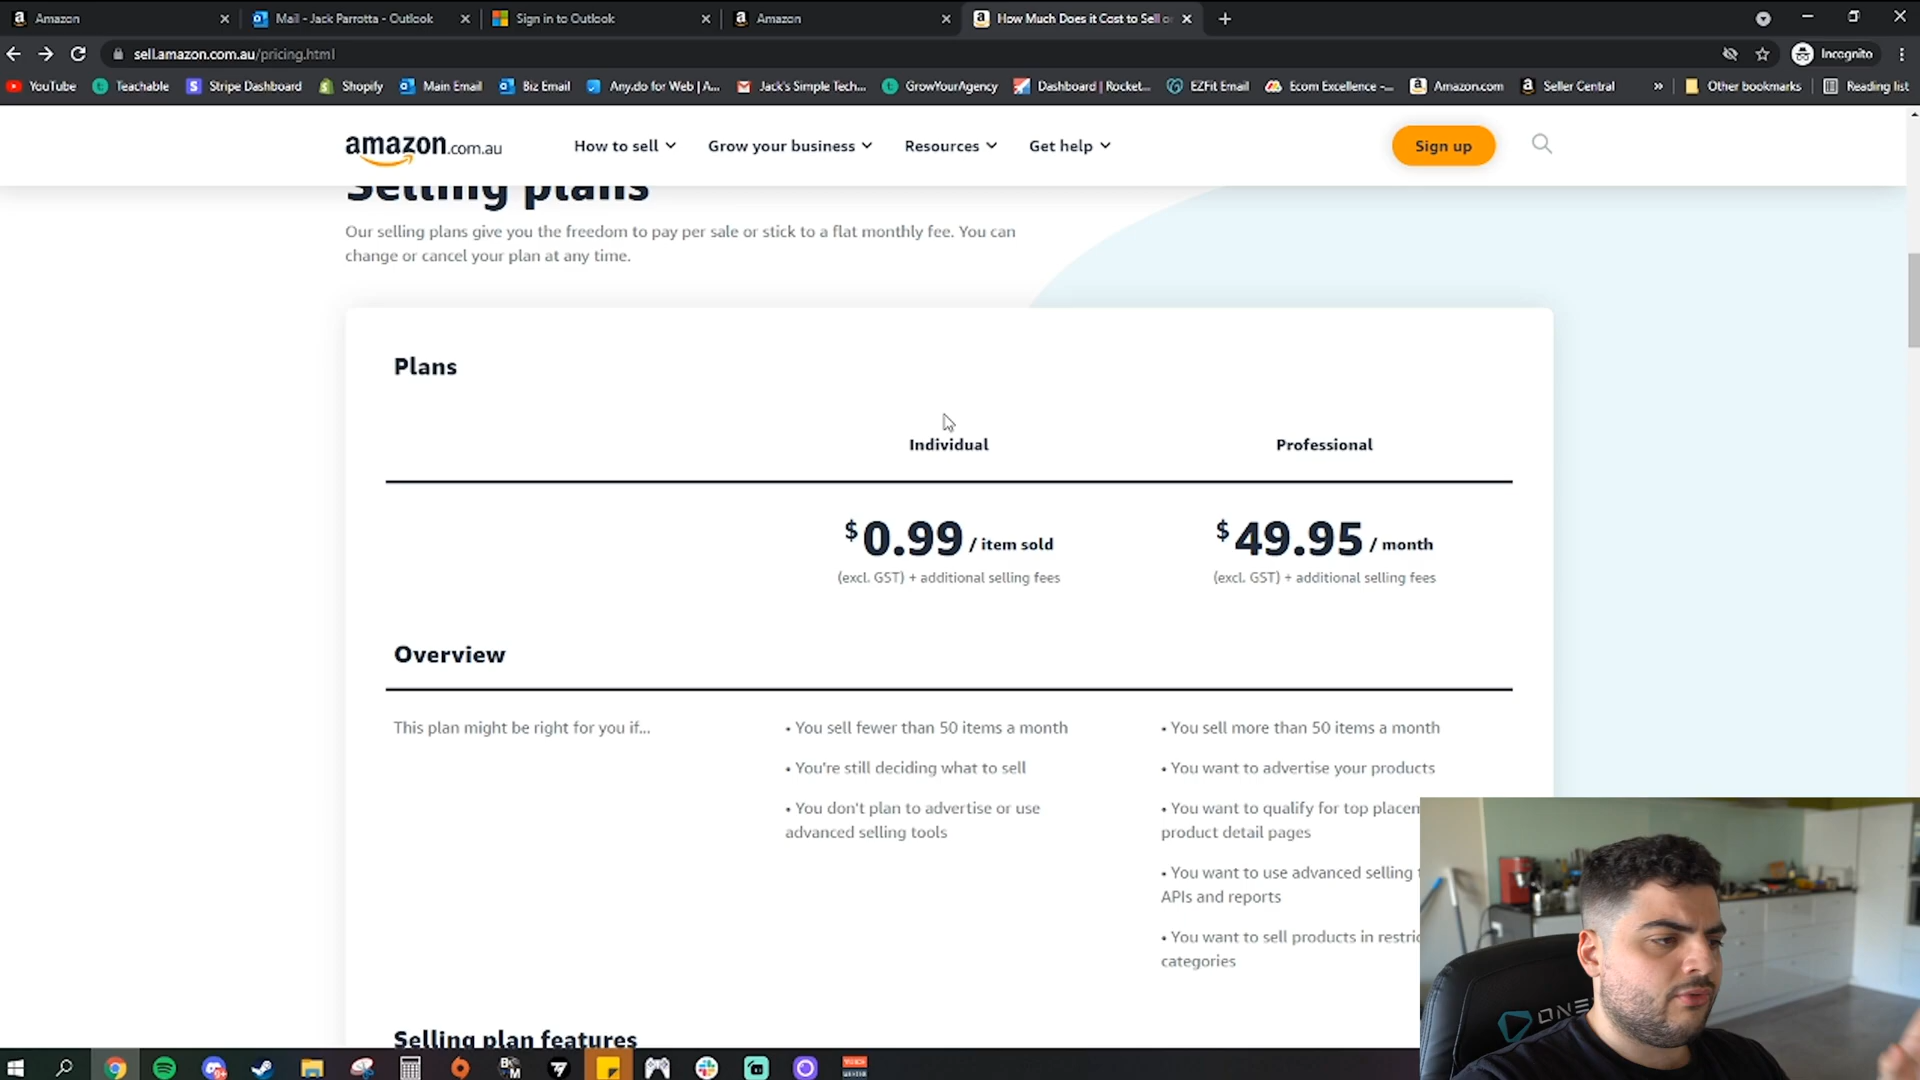 Amazon
Mail - Jack Parrotta - Outlook
Sign in to Outlook
Amazon
How Much Does it Cost to Sell
sell.amazon.com.au/pricing.html
Incognito
YouTube
Teachable
Stripe Dashboard
Shopify
Main Email
Biz Email
Any.do for Web | A...
Jack's Simple Tech...
GrowYourAgency
Dashboard | Rocket...
EZFit Email
Ecom Excellence -...
Amazon.com
Seller Central
»
Other bookmarks
Reading list
amazon.com.au
How to sell
Grow your business
Resources
Get help
Sign up
Selling plans
Our selling plans give you the freedom to pay per sale or stick to a flat monthly fee. You can
change or cancel your plan at any time.
Plans
Individual
Professional
$0.99 / item sold
$49.95 / month
(excl. GST) + additional selling fees
(excl. GST) + additional selling fees
Overview
This plan might be right for you if...
• You sell fewer than 50 items a month
• You're still deciding what to sell
• You don't plan to advertise or use
advanced selling tools
• You sell more than 50 items a month
• You want to advertise your products
• You want to qualify for top placem
product detail pages
• You want to use advanced selling
APIs and reports
• You want to sell products in restric
categories
Selling plan features
ONE